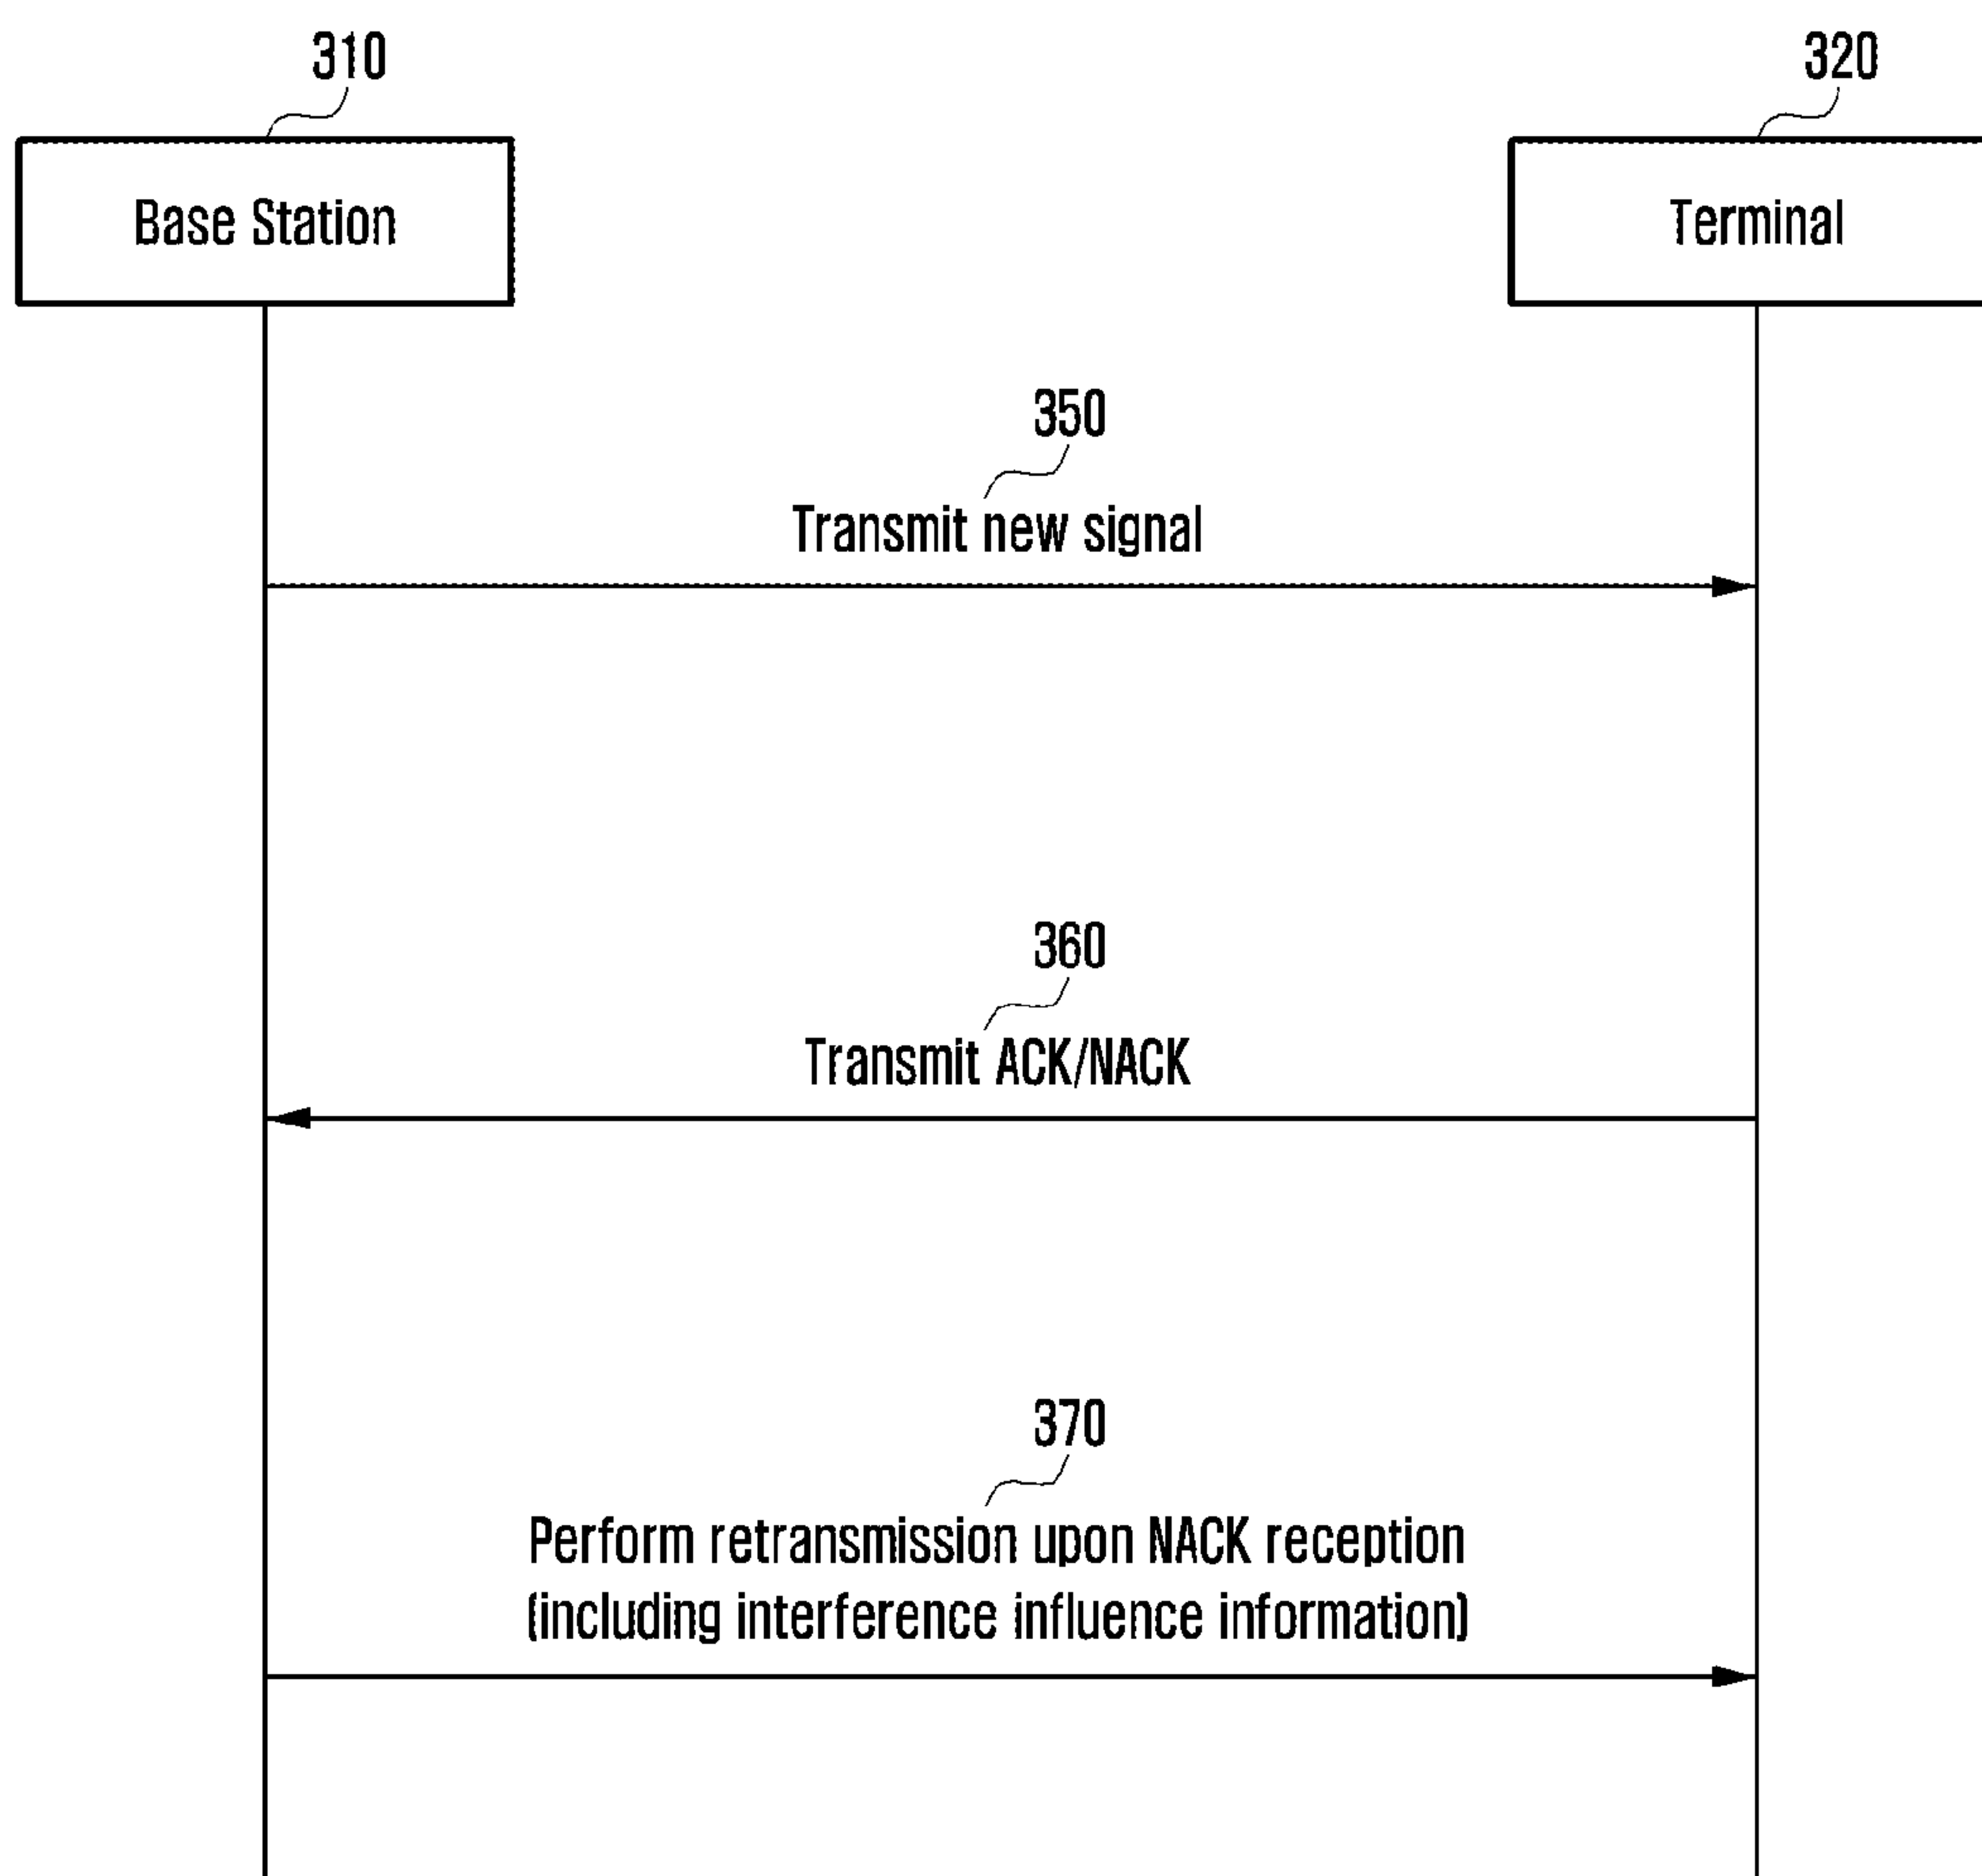 310
320
Base Station
Terminal
350
Transmit new signal
360
Transmit ACK/NACK
370
Perform retransmission upon NACK reception
(including interference influence information)